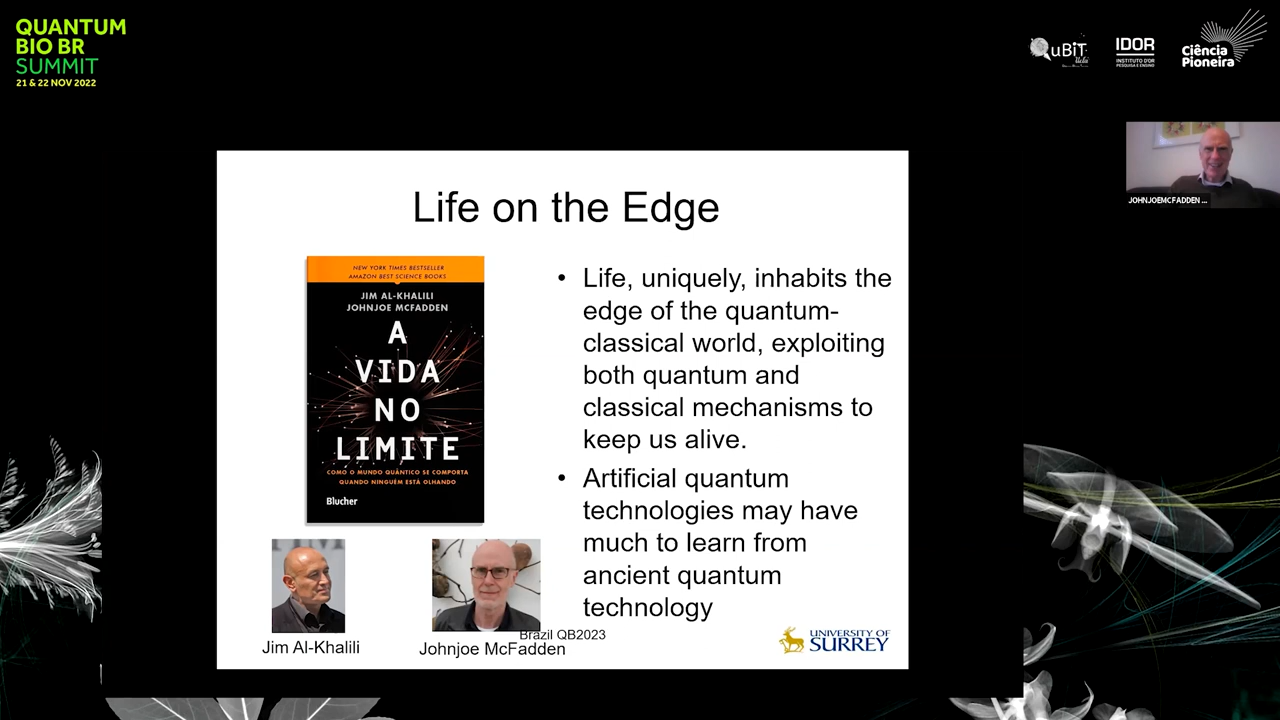 QUANTUM
BIO BR
SUMMIT
21 & 22 NOV 2022
QuBiT
IDOR
INSTITUTO D'OR
PESQUISA E ENSINO
Ciência
Pioneira
JOHNJOEMCFADDEN ...
Life on the Edge
NEW YORK TIMES BESTSELLER
AMAZON BEST SCIENCE BOOKS
JIM AL-KHALILI
JOHNJOE MCFADDEN
A
VIDA
NO
LIMITE
COMO O MUNDO QUÂNTICO SE COMPORTA
QUANDO NINGUÉM ESTÁ OLHANDO
Blucher
Jim Al-Khalili
Johnjoe McFadden
• Life, uniquely, inhabits the
edge of the quantum-
classical world, exploiting
both quantum and
classical mechanisms to
keep us alive.
• Artificial quantum
technologies may have
much to learn from
ancient quantum
technology
Brazil QB2023
UNIVERSITY OF
SURREY